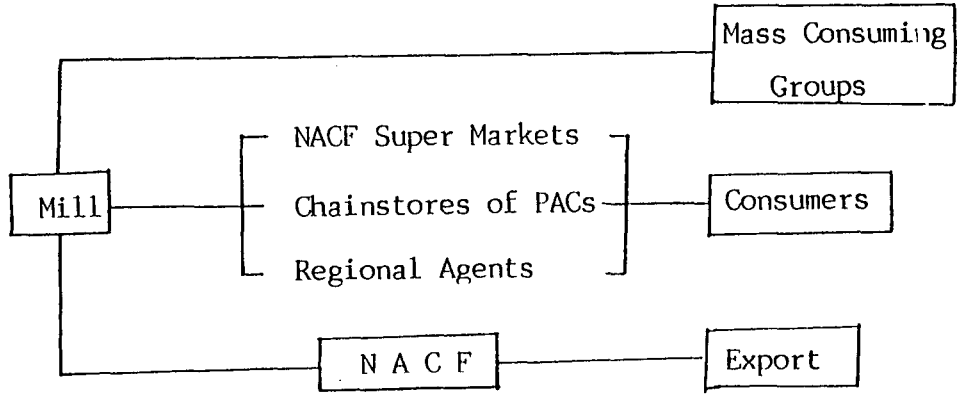 Mass Consuming
Groups
NACF Super Markets
Mill
Chainstores of PACs
Consumers
Regional Agents
N A C F
Export